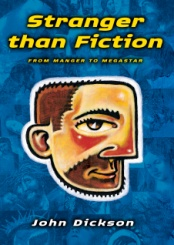 Stranger
than Fiction
FROM MANGER TO MEGASTAR
John Dickson